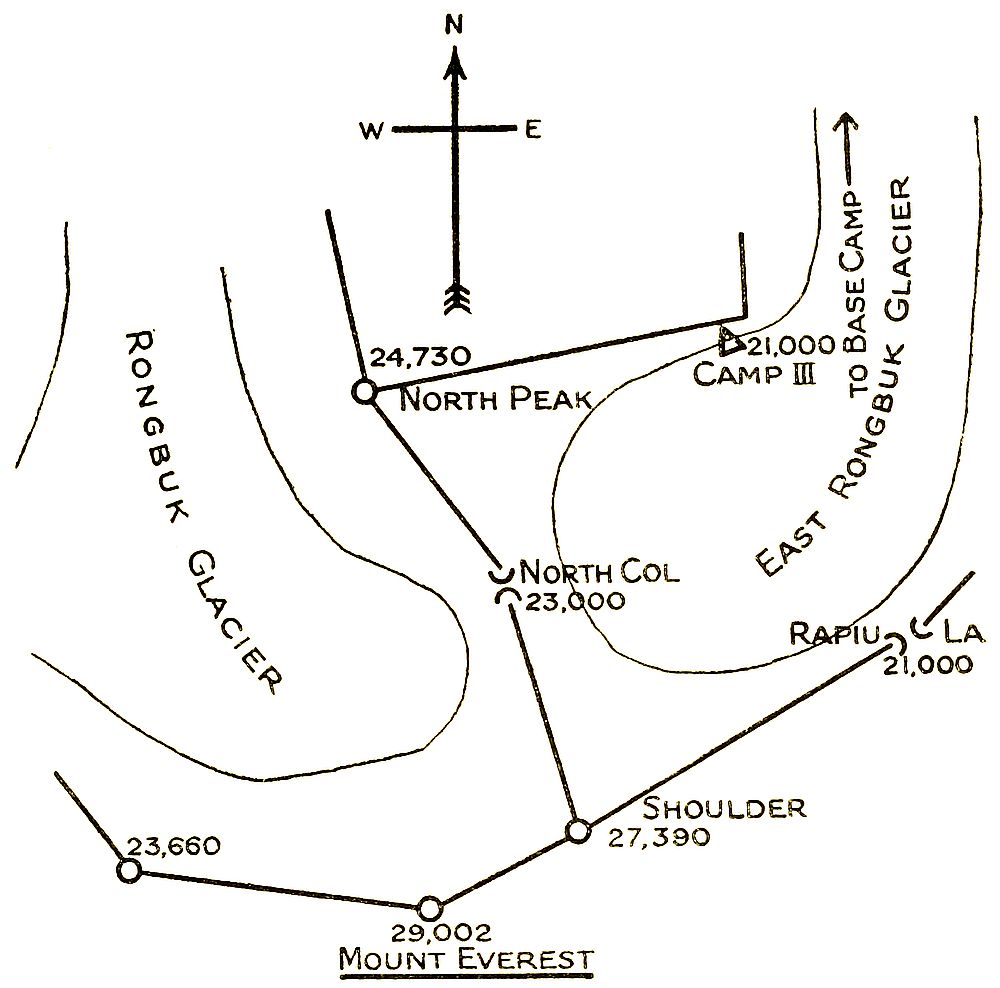 N
W E
TO BASE CAMP
EAST RONGBUK GLACIER
RONGBUK GLACIER
24,730
NORTH PEAK
21,000
CAMP III
NORTH COL
23,000
RAPIU LA
21,000
SHOULDER
27,390
23,660
29,002
MOUNT EVEREST